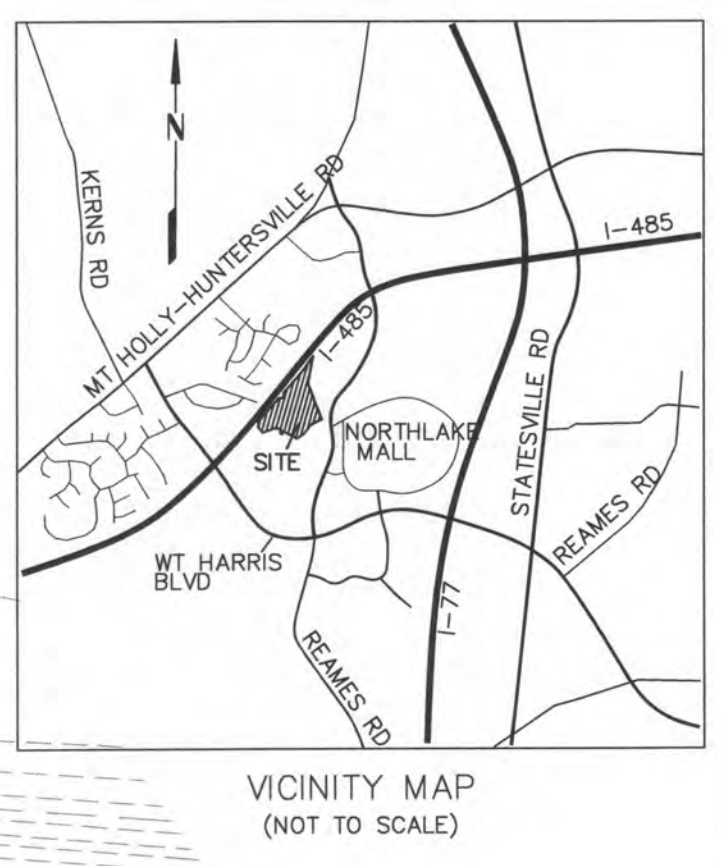 N
KERNS RD
MT HOLLY-HUNTERSVILLE RD
I-485
I-485
STATESVILLE RD
NORTHLAKE
MALL
SITE
REAMES RD
WT HARRIS
BLVD
I-77
REAMES RD
VICINITY MAP
(NOT TO SCALE)